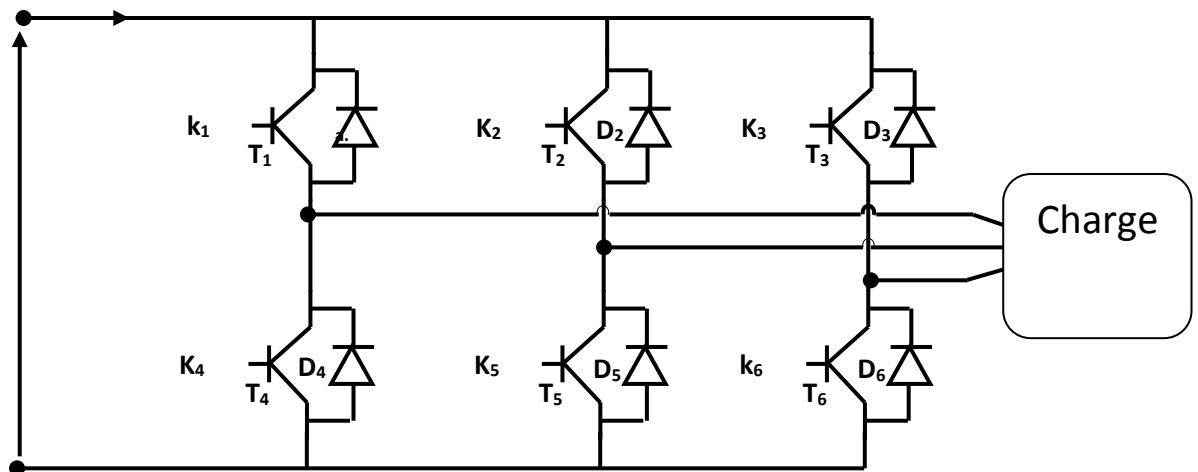 k₁
T₁
a.
K₂
T₂
D₂
K₃
T₃
D₃
Charge
K₄
T₄
D₄
K₅
T₅
D₅
k₆
T₆
D₆